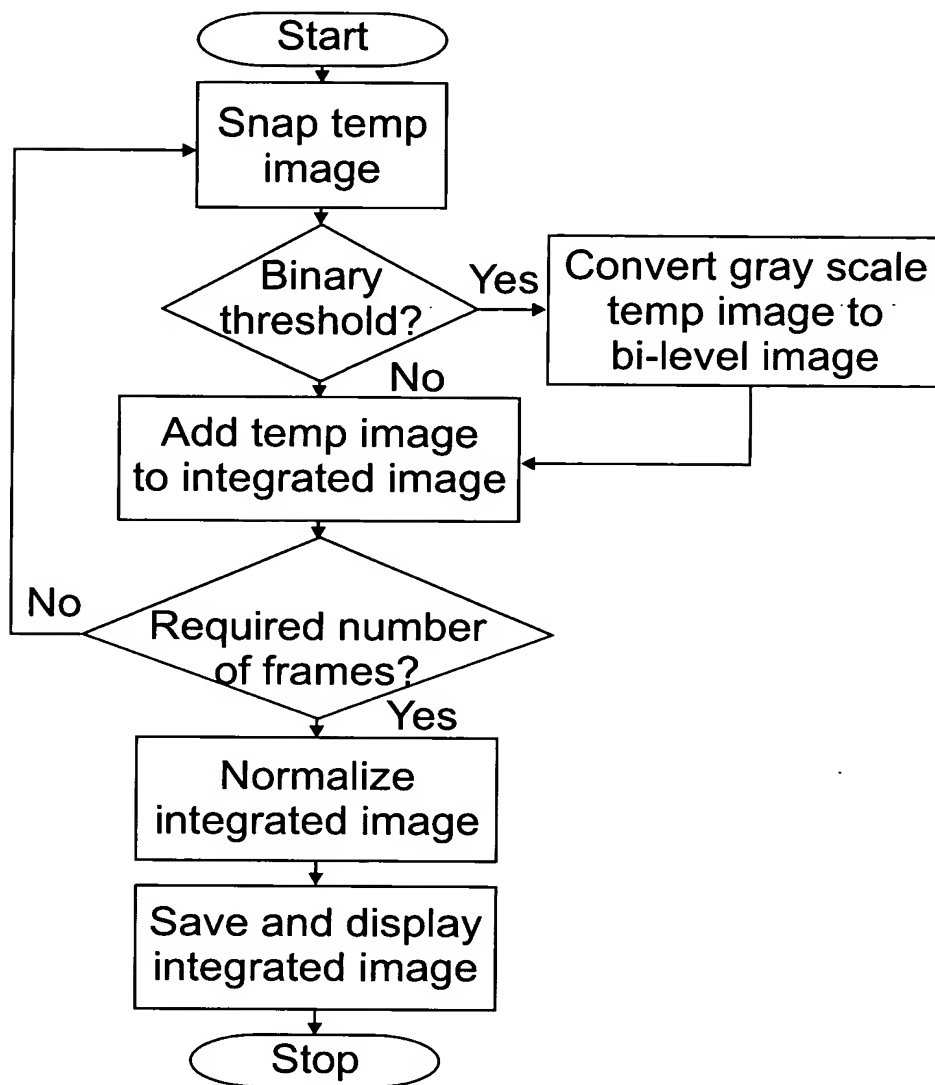 Start
Snap temp
image
Binary
threshold?
Yes
Convert gray scale
temp image to
bi-level image
No
Add temp image
to integrated image
No
Required number
of frames?
Yes
Normalize
integrated image
Save and display
integrated image
Stop